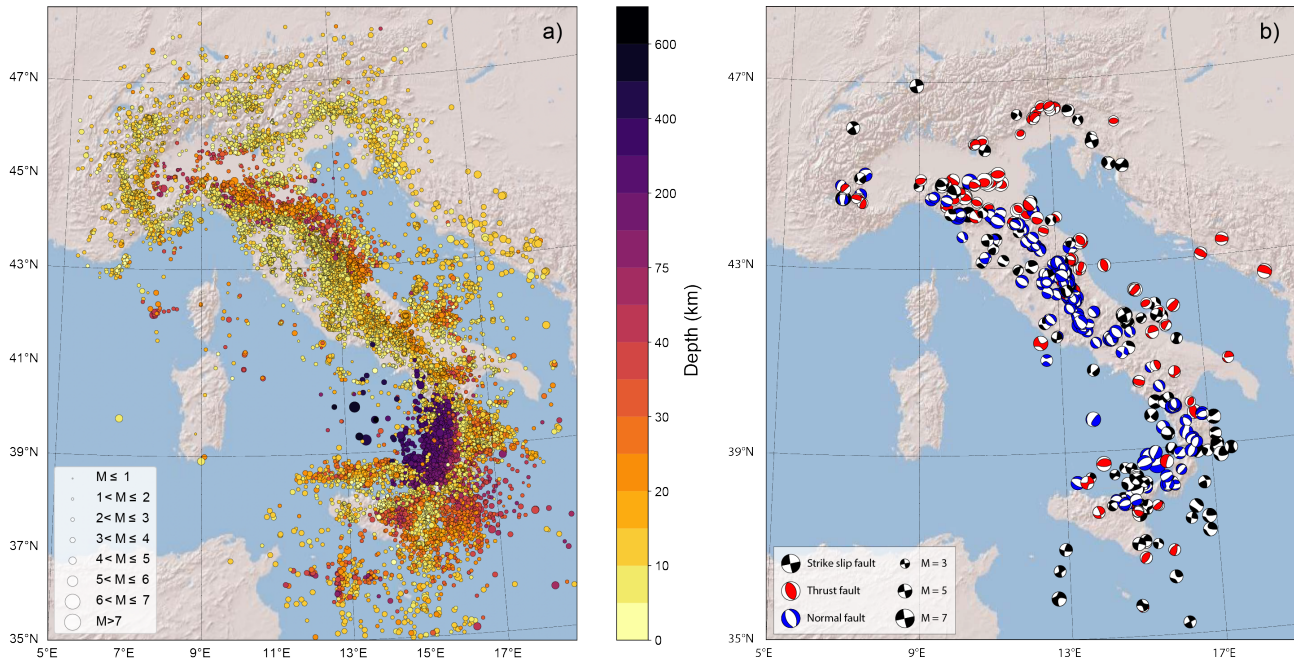 a)
47°N
45°N
43°N
41°N
39°N
37°N
35°N
5°E
7°E
9°E
11°E
13°E
15°E
17°E
M ≤ 1
1< M ≤ 2
2< M ≤ 3
3< M ≤ 4
4< M ≤ 5
5< M ≤ 6
6< M ≤ 7
M>7
600
400
200
75
40
30
20
10
0
Depth (km)
b)
47°N
43°N
39°N
35°N
5°E
9°E
13°E
17°E
Strike slip fault
Thrust fault
Normal fault
M = 3
M = 5
M = 7